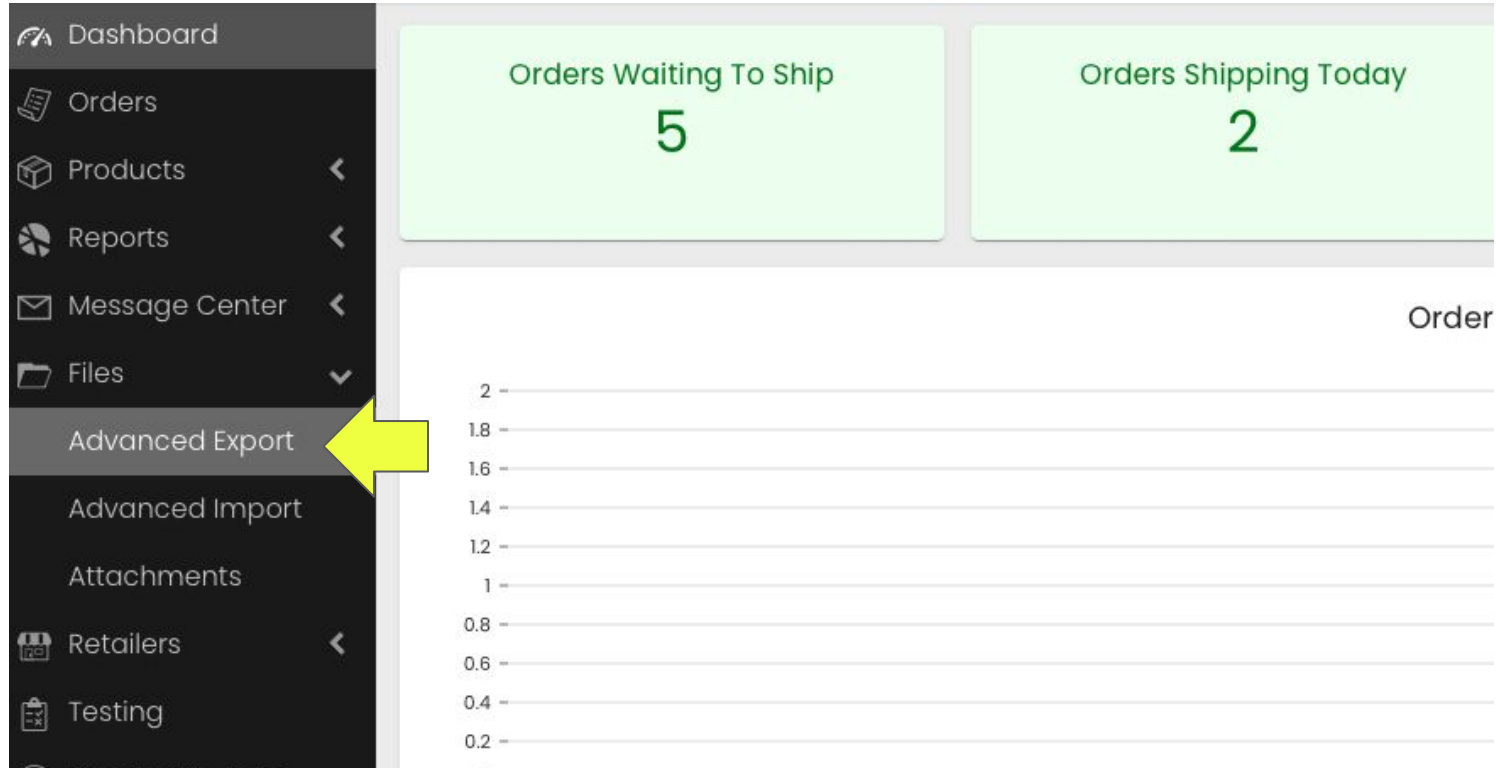 Dashboard
Orders
Products
Reports
Message Center
Files
Advanced Export
Advanced Import
Attachments
Retailers
Testing
Orders Waiting To Ship
5
Orders Shipping Today
2
Order
2
1.8
1.6
1.4
1.2
1
0.8
0.6
0.4
0.2